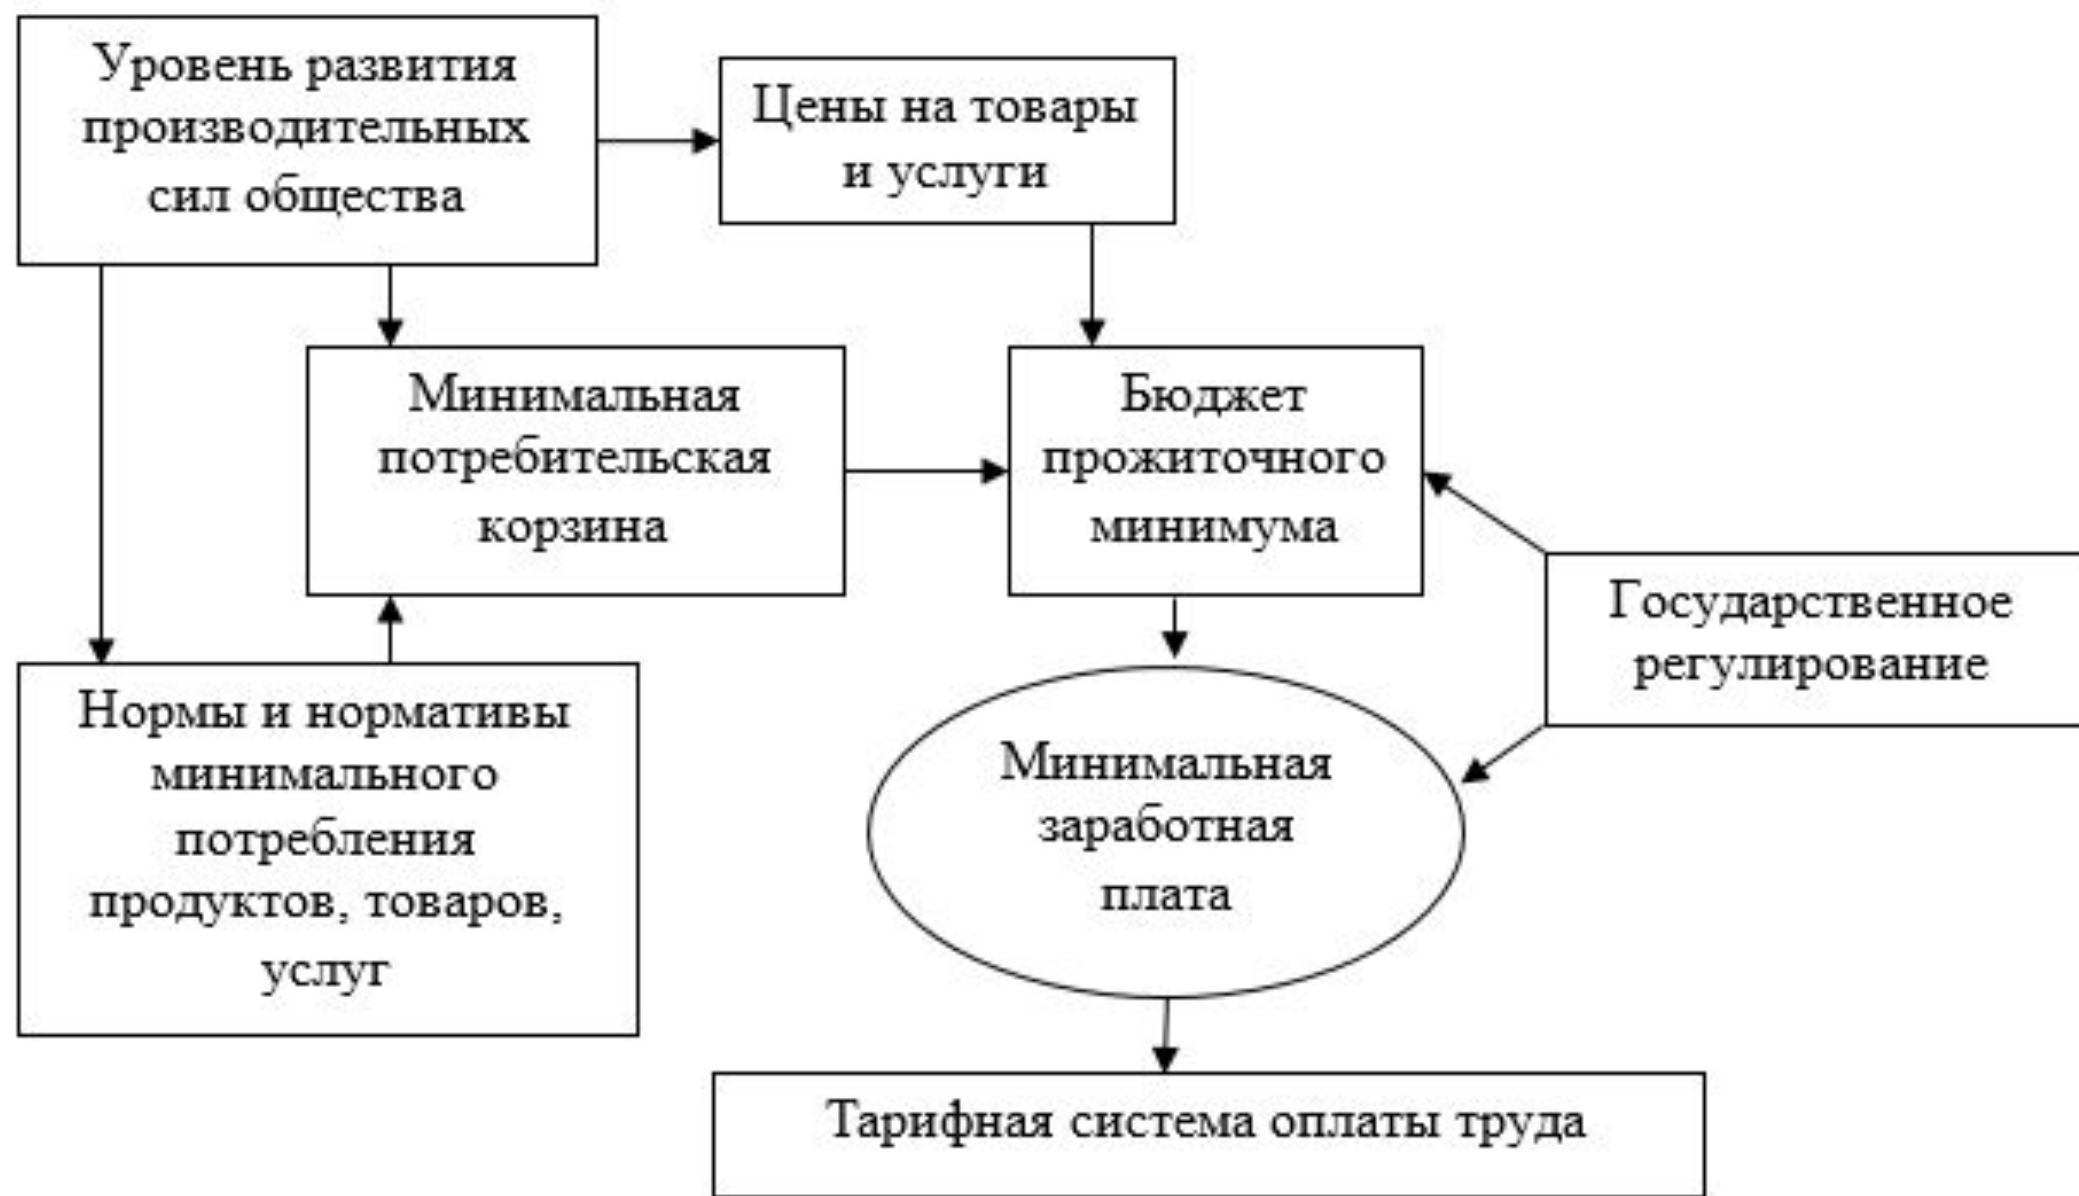 Уровень развития
производительных
сил общества
Цены на товары
и услуги
Минимальная
потребительская
корзина
Бюджет
прожиточного
минимума
Государственное
регулирование
Нормы и нормативы
минимального
потребления
продуктов, товаров,
услуг
Минимальная
заработная
плата
Тарифная система оплаты труда